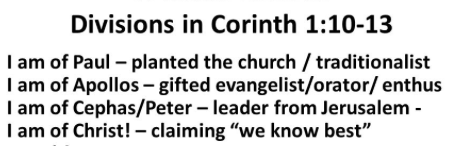 Divisions in Corinth 1:10-13
I am of Paul – planted the church / traditionalist
I am of Apollos – gifted evangelist/orator/ enthus
I am of Cephas/Peter – leader from Jerusalem -
I am of Christ! – claiming “we know best”